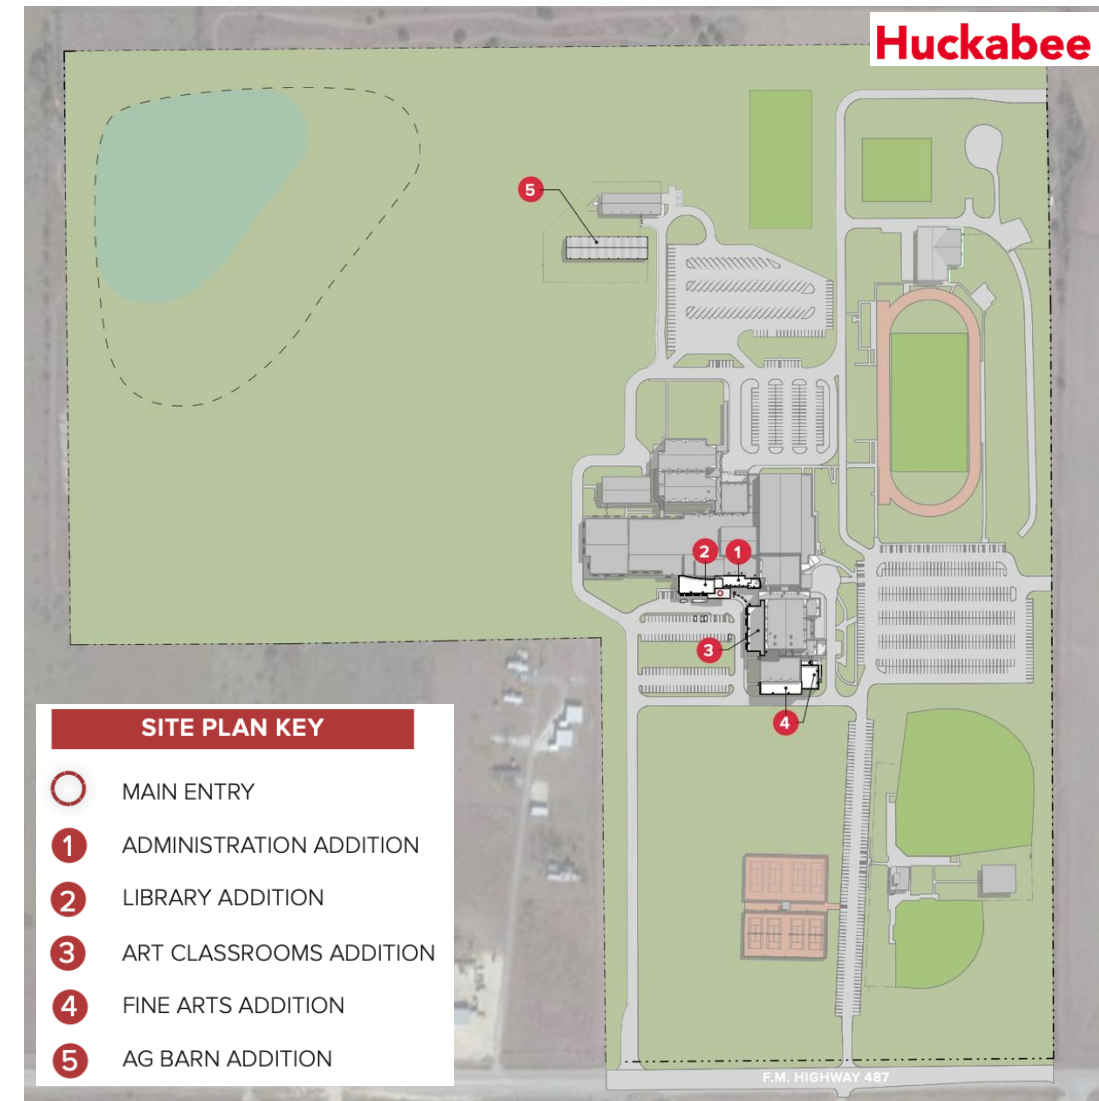 Huckabee
5
2
1
3
4
SITE PLAN KEY
MAIN ENTRY
1 ADMINISTRATION ADDITION
2 LIBRARY ADDITION
3 ART CLASSROOMS ADDITION
4 FINE ARTS ADDITION
5 AG BARN ADDITION
F.M. HIGHWAY 487